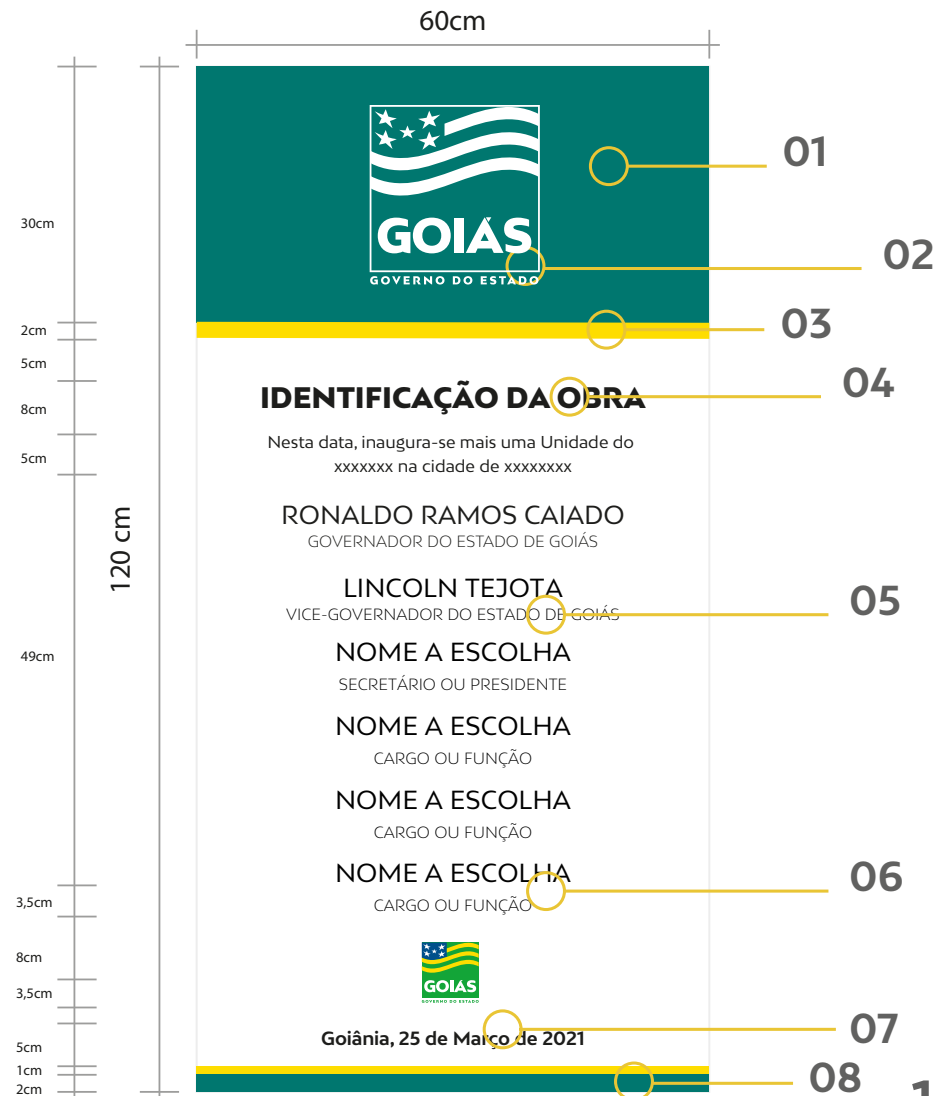 60cm
GOIÁS
GOVERNO DO ESTADO
01
30cm
02
2cm
03
5cm
IDENTIFICAÇÃO DA OBRA
04
8cm
Nesta data, inaugura-se mais uma Unidade do
5cm
xxxxxxx na cidade de xxxxxxxx
120 cm
RONALDO RAMOS CAIADO
GOVERNADOR DO ESTADO DE GOIÁS
LINCOLN TEJOTA
VICE-GOVERNADOR DO ESTADO DE GOIÁS
05
49cm
NOME A ESCOLHA
SECRETÁRIO OU PRESIDENTE
NOME A ESCOLHA
CARGO OU FUNÇÃO
NOME A ESCOLHA
CARGO OU FUNÇÃO
NOME A ESCOLHA
06
3,5cm
CARGO OU FUNÇÃO
8cm
GOIÁS
GOVERNO DO ESTADO
3,5cm
Goiânia, 25 de Março de 2021
07
5cm
1cm
08
2cm